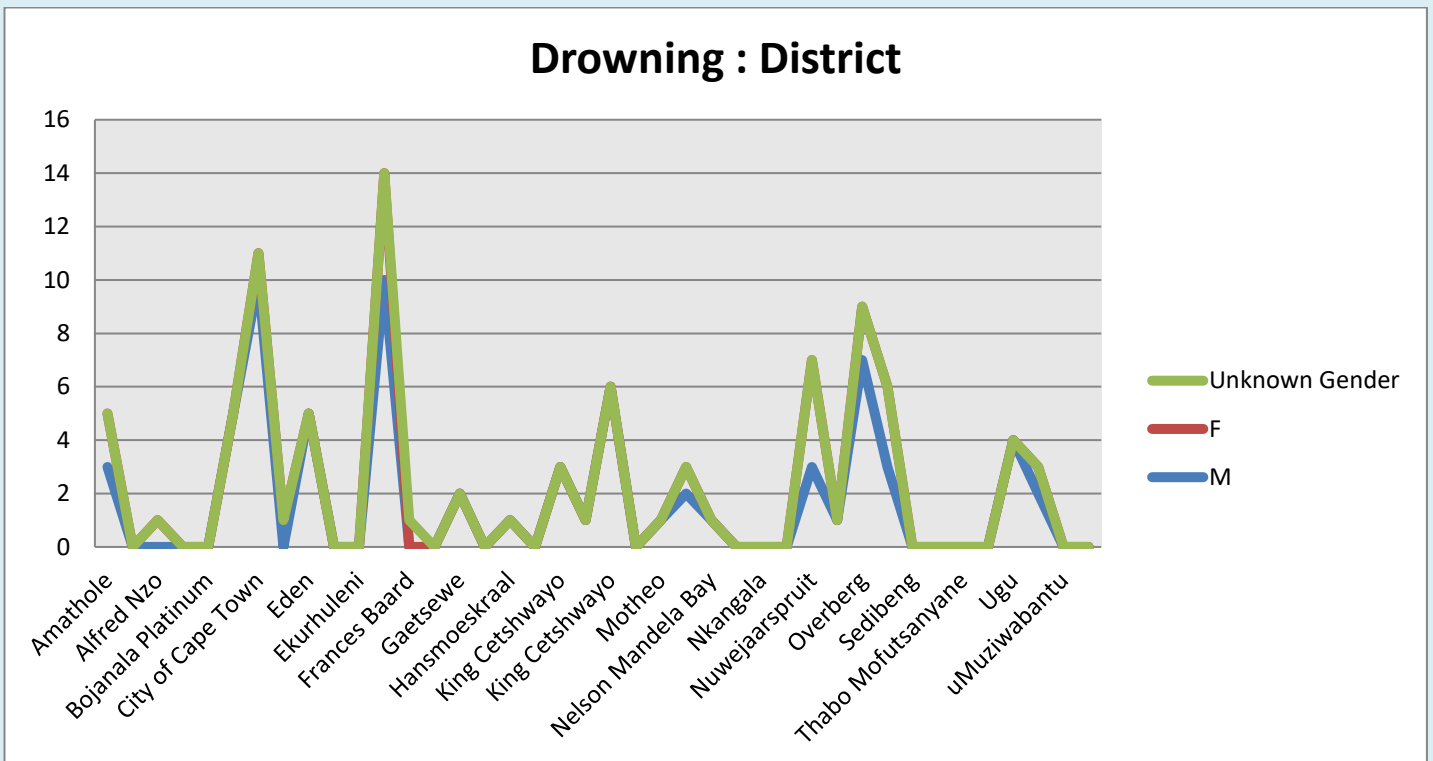 Drowning : District
16
14
12
10
8
6
4
2
0
Unknown Gender
F
M
Amathole
Alfred Nzo
Bojanala Platinum
City of Cape Town
Eden
Ekurhuleni
Frances Baard
Gaetsewe
Hansmoeskraal
King Cetshwayo
King Cetshwayo
Motheo
Nelson Mandela Bay
Nkangala
Nuwejaarspruit
Overberg
Sedibeng
Thabo Mofutsanyane
Ugu
uMuziwabantu